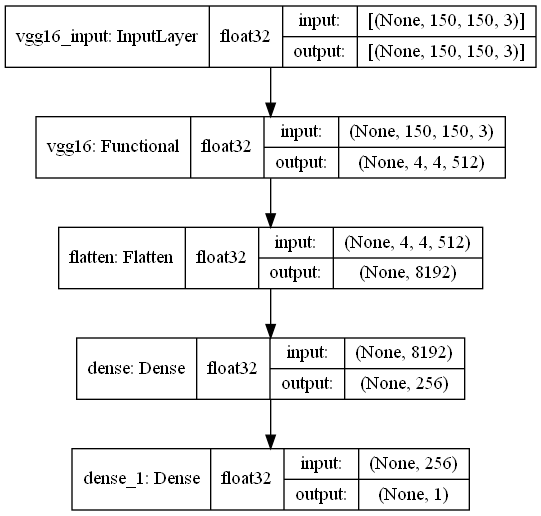 vgg16_input: InputLayer float32 input: [(None, 150, 150, 3)]
output: [(None, 150, 150, 3)]
vgg16: Functional float32 input: (None, 150, 150, 3)
output: (None, 4, 4, 512)
flatten: Flatten float32 input: (None, 4, 4, 512)
output: (None, 8192)
dense: Dense float32 input: (None, 8192)
output: (None, 256)
dense_1: Dense float32 input: (None, 256)
output: (None, 1)